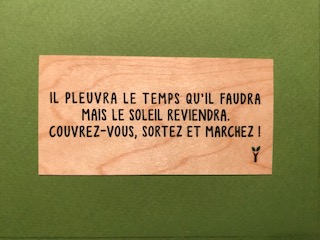 IL PLEUVRA LE TEMPS QU'IL FAUDRA
MAIS LE SOLEIL REVIENDRA.
COUVREZ-VOUS, SORTEZ ET MARCHEZ !